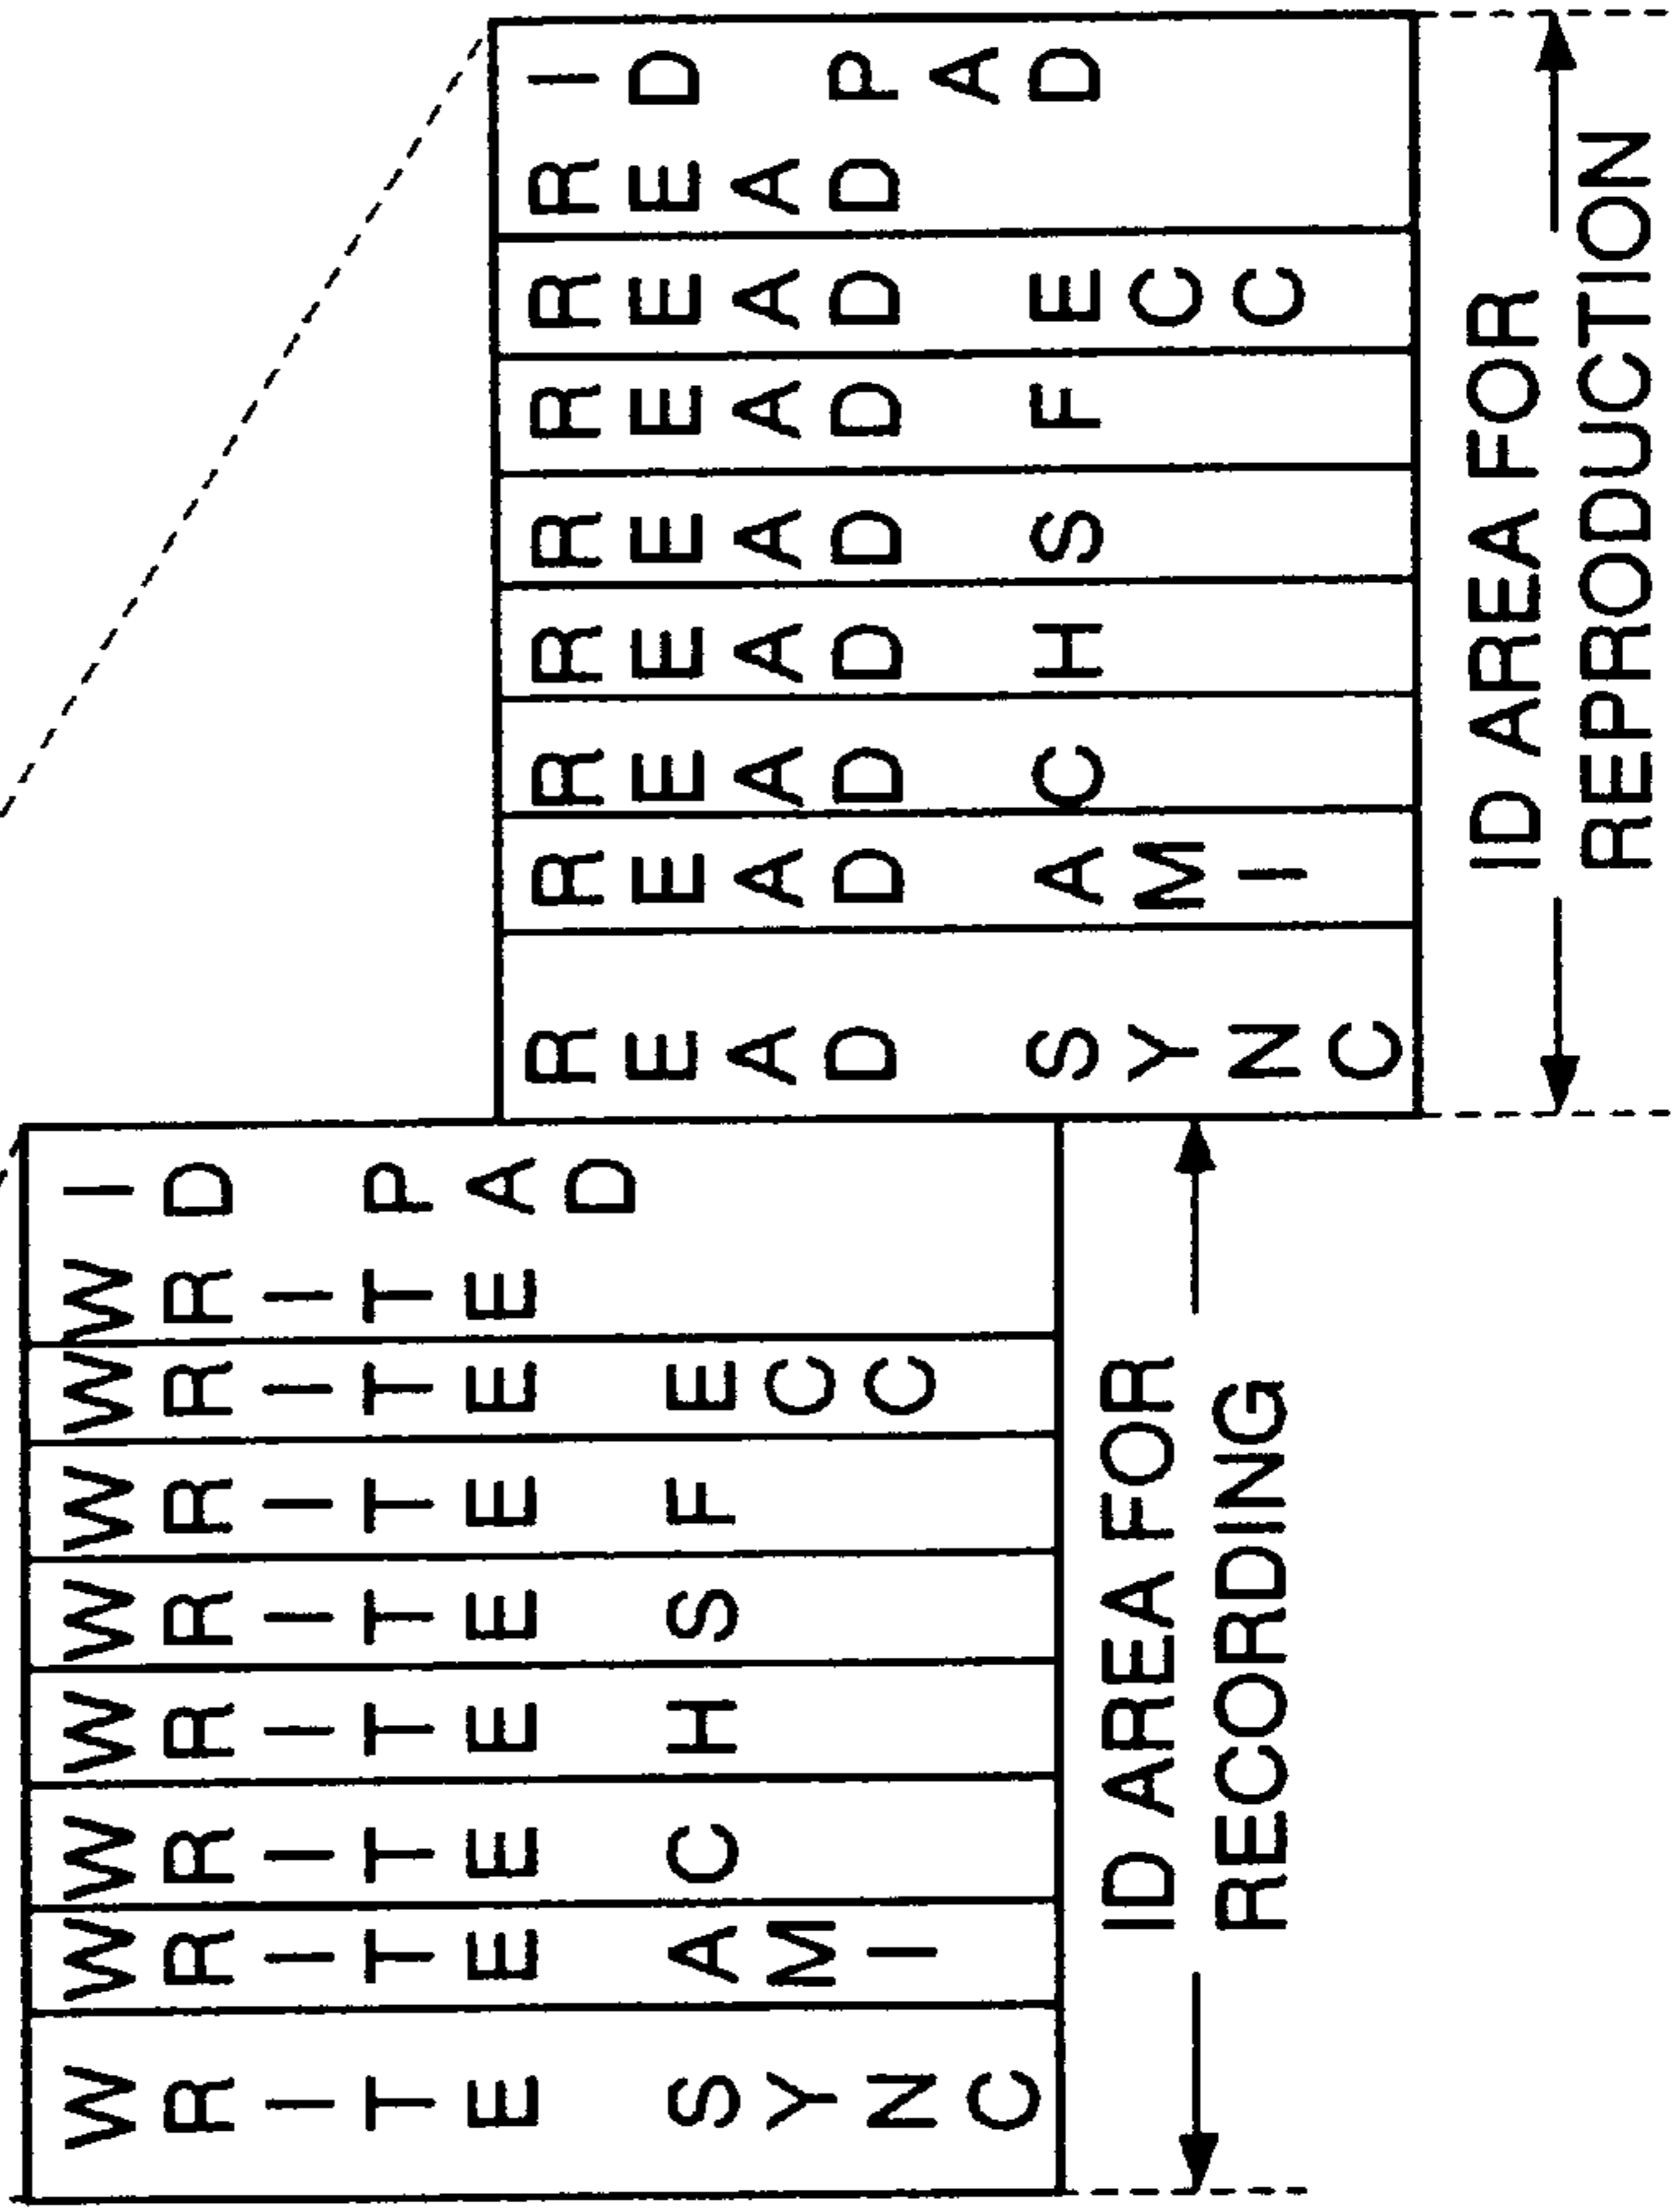 WRITE SYNC
WRITE AMI
WRITE C
WRITE H
WRITE S
WRITE F
WRITE ECC
WRITE ID PAD
READ SYNC
READ AMI
READ C
READ H
READ S
READ F
READ ECC
READ ID PAD
ID AREA FOR
RECORDING
ID AREA FOR
REPRODUCTION